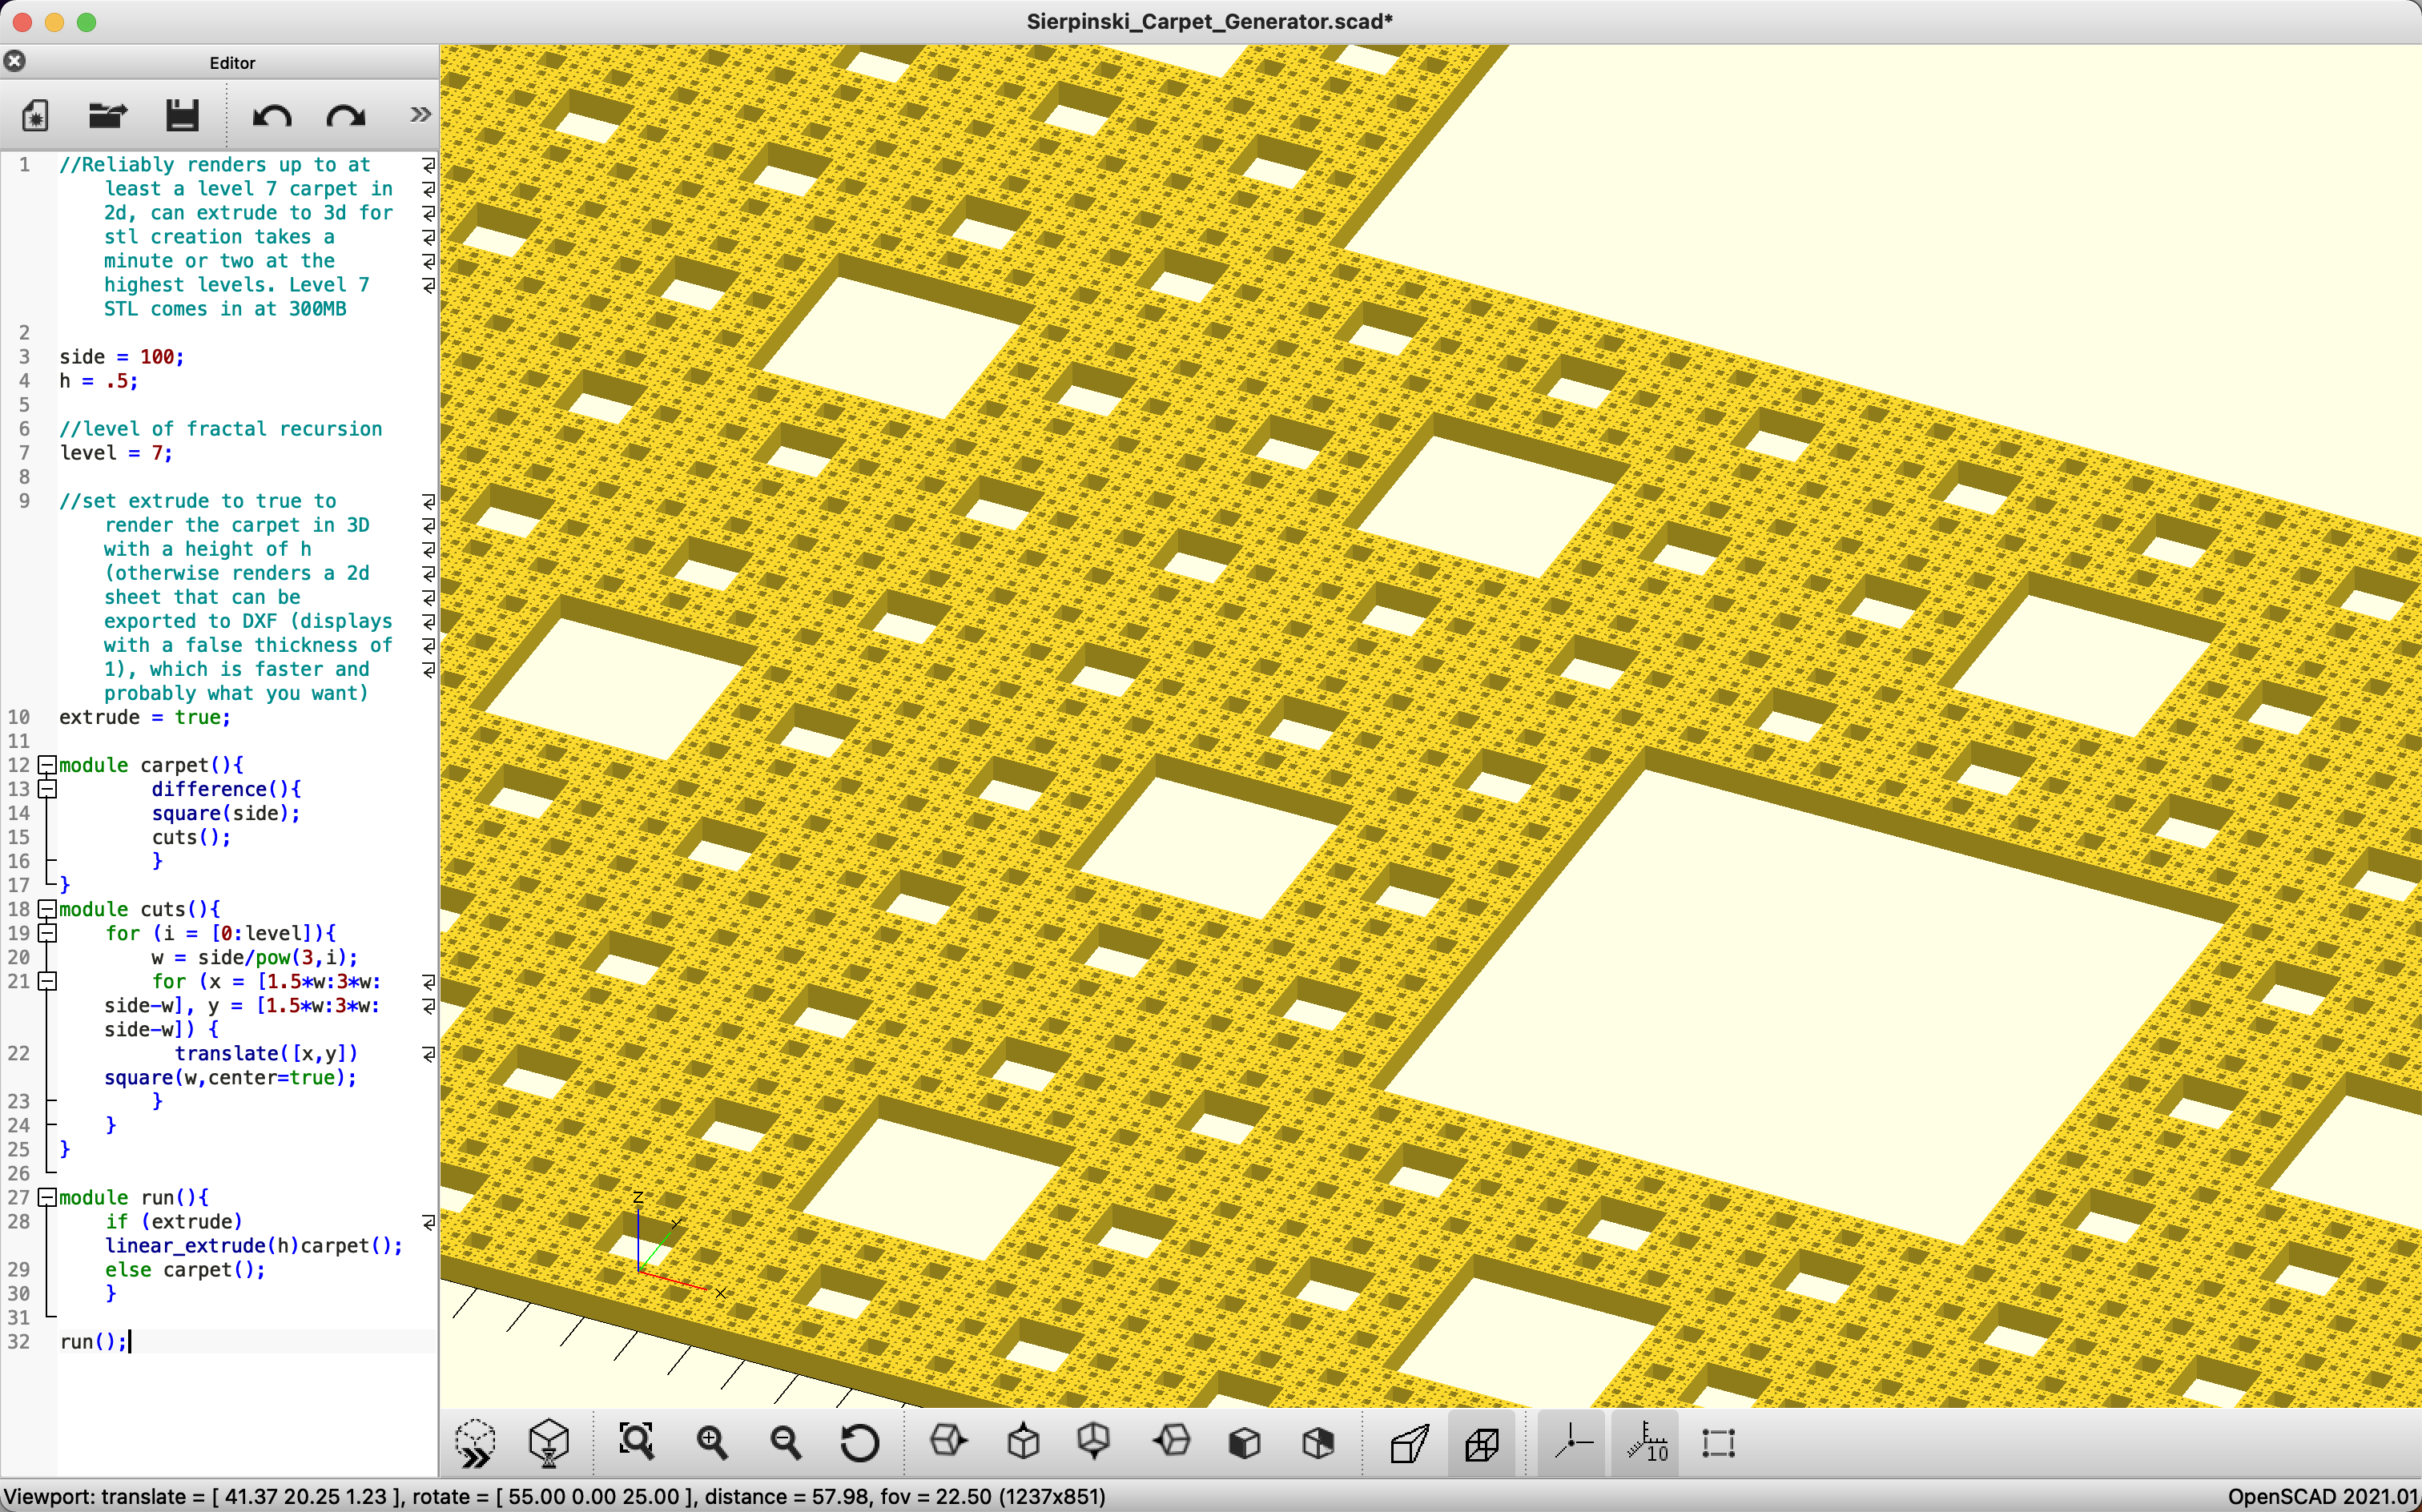 Sierpinski_Carpet_Generator.scad*
Editor
1 //Reliably renders up to at
least a level 7 carpet in
2d, can extrude to 3d for
stl creation takes a
minute or two at the
highest levels. Level 7
STL comes in at 300MB
2
3 side = 100;
4 h = .5;
5
6 //level of fractal recursion
7 level = 7;
8
9 //set extrude to true to
render the carpet in 3D
with a height of h
(otherwise renders a 2d
sheet that can be
exported to DXF (displays
with a false thickness of
1), which is faster and
probably what you want)
10 extrude = true;
11
12 module carpet(){
13 difference(){
14 square(side);
15 cuts();
16 }
17 }
18 module cuts(){
19 for (i = [0:level]){
20 w = side/pow(3,i);
21 for (x = [1.5*w:3*w:
side-w], y = [1.5*w:3*w:
side-w]) {
22 translate([x,y])
square(w,center=true);
23 }
24 }
25 }
26
27 module run(){
28 if (extrude)
linear_extrude(h)carpet();
29 else carpet();
30 }
31
32 run();
Z
Y
X
10
Viewport: translate = [ 41.37 20.25 1.23 ], rotate = [ 55.00 0.00 25.00 ], distance = 57.98, fov = 22.50 (1237x851)
OpenSCAD 2021.01